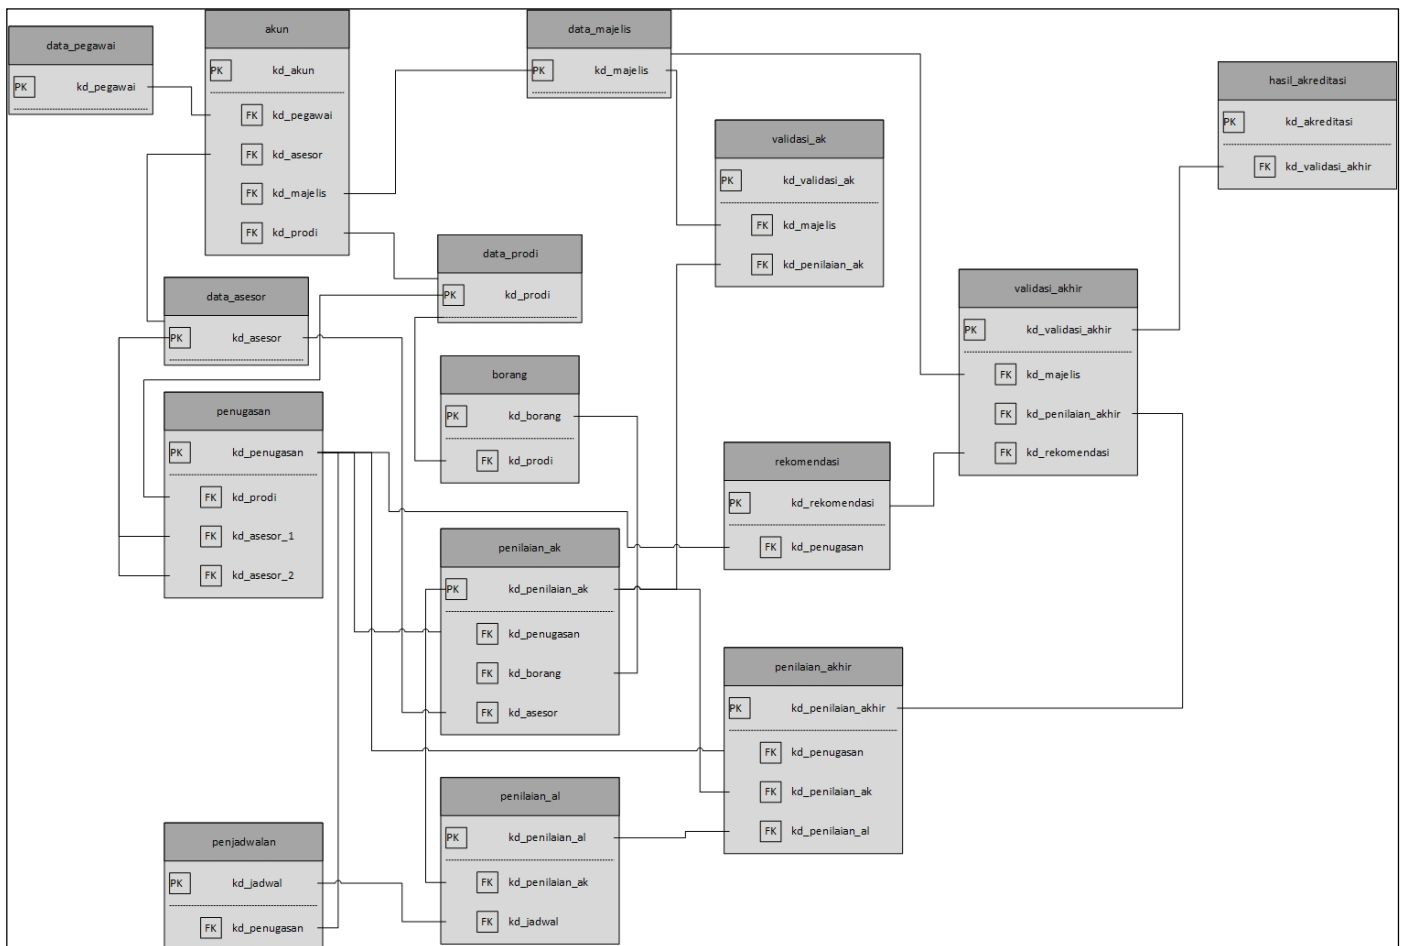 data_pegawai
PK kd_pegawai
akun
PK kd_akun
FK kd_pegawai
FK kd_asesor
FK kd_majelis
FK kd_prodi
data_majelis
PK kd_majelis
validasi_ak
PK kd_validasi_ak
FK kd_majelis
FK kd_penilaian_ak
hasil_akreditasi
PK kd_akreditasi
FK kd_validasi_akhir
data_prodi
PK kd_prodi
data_asesor
PK kd_asesor
validasi_akhir
PK kd_validasi_akhir
FK kd_majelis
FK kd_penilaian_akhir
FK kd_rekomendasi
borang
PK kd_borang
FK kd_prodi
penugasan
PK kd_penugasan
FK kd_prodi
FK kd_asesor_1
FK kd_asesor_2
rekomendasi
PK kd_rekomendasi
FK kd_penugasan
penilaian_ak
PK kd_penilaian_ak
FK kd_penugasan
FK kd_borang
FK kd_asesor
penilaian_akhir
PK kd_penilaian_akhir
FK kd_penugasan
FK kd_penilaian_ak
FK kd_penilaian_al
penilaian_al
PK kd_penilaian_al
FK kd_penilaian_ak
FK kd_jadwal
penjadwalan
PK kd_jadwal
FK kd_penugasan